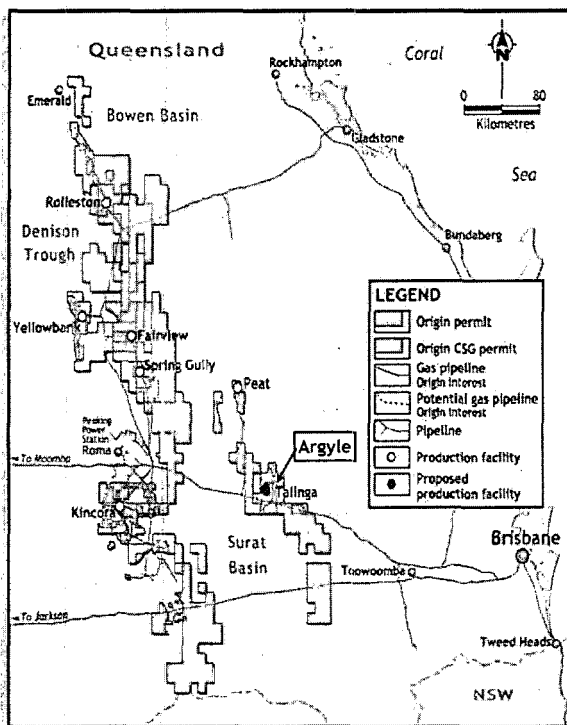 Queensland
Coral
Sea
N
0 80
Kilometres
Rockhampton
Emerald
Bowen Basin
Gladstone
Rolleston
Denison
Trough
Bundaberg
LEGEND
Origin permit
Origin CSG permit
Gas pipeline
Origin interest
Potential gas pipeline
Origin interest
Pipeline
Production facility
Proposed
production facility
Yellowbank
Fairview
Spring Gully
Peat
Peaking
Power
Station
Roma
To Moomba
Argyle
Talinga
Kincora
Surat
Basin
Brisbane
Toowoomba
To Jackson
Tweed Heads
NSW